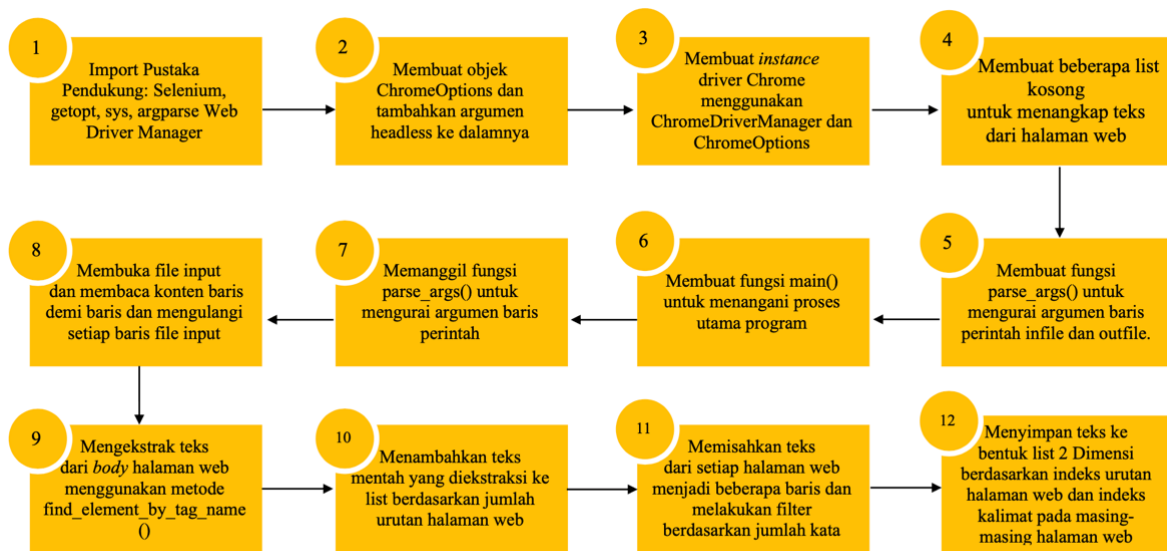 1
Import Pustaka
Pendukung: Selenium,
getopt, sys, argparse Web
Driver Manager
2
Membuat objek
ChromeOptions dan
tambahkan argumen
headless ke dalamnya
3
Membuat instance
driver Chrome
menggunakan
ChromeDriverManager dan
ChromeOptions
4
Membuat beberapa list
kosong
untuk menangkap teks
dari halaman web
5
Membuat fungsi
parse_args() untuk
mengurai argumen baris
perintah infile dan outfile.
6
Membuat fungsi main()
untuk menangani proses
utama program
7
Memanggil fungsi
parse_args() untuk
mengurai argumen baris
perintah
8
Membuka file input
dan membaca konten baris
demi baris dan mengulangi
setiap baris file input
9
Mengekstrak teks
dari body halaman web
menggunakan metode
find_element_by_tag_name
()
10
Menambahkan teks
mentah yang diekstraksi ke
list berdasarkan jumlah
urutan halaman web
11
Memisahkan teks
dari setiap halaman web
menjadi beberapa baris dan
melakukan filter
berdasarkan jumlah kata
12
Menyimpan teks ke
bentuk list 2 Dimensi
berdasarkan indeks urutan
halaman web dan indeks
kalimat pada masing-
masing halaman web